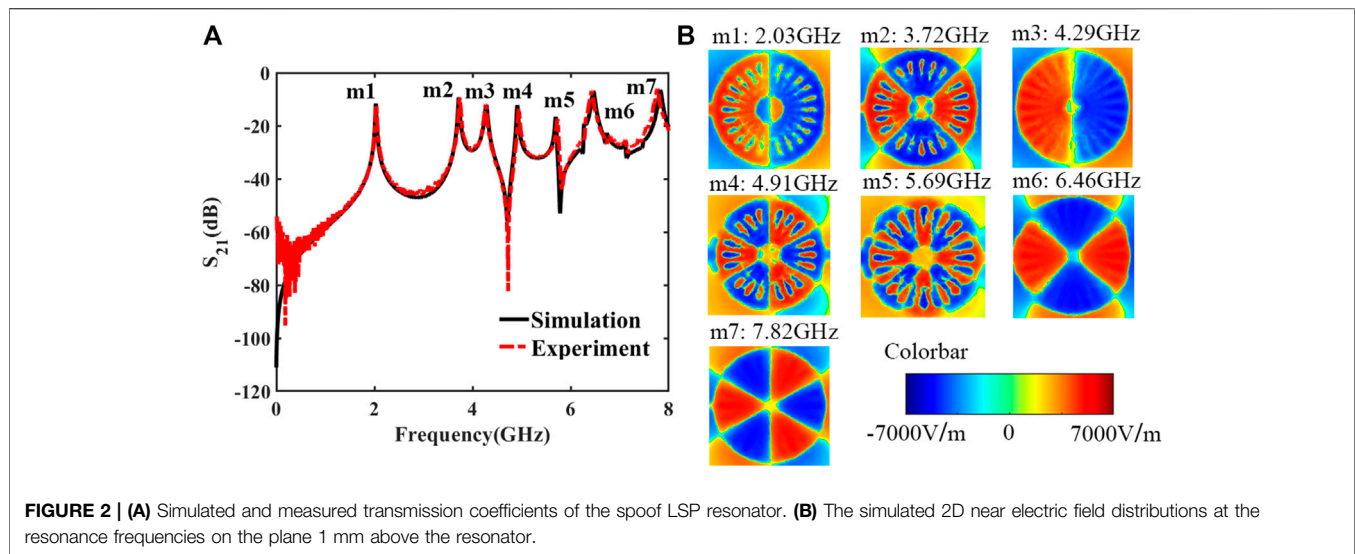 A
B
m1: 2.03GHz
m2: 3.72GHz
m3: 4.29GHz
0
m1
m2
m3
m4
m5
m6
m7
-20
-40
-60
-80
-100
-120
S21(dB)
Simulation
Experiment
0
2
4
6
8
Frequency(GHz)
m4: 4.91GHz
m5: 5.69GHz
m6: 6.46GHz
m7: 7.82GHz
Colorbar
-7000V/m
0
7000V/m
FIGURE 2 | (A) Simulated and measured transmission coefficients of the spoof LSP resonator. (B) The simulated 2D near electric field distributions at the
resonance frequencies on the plane 1 mm above the resonator.